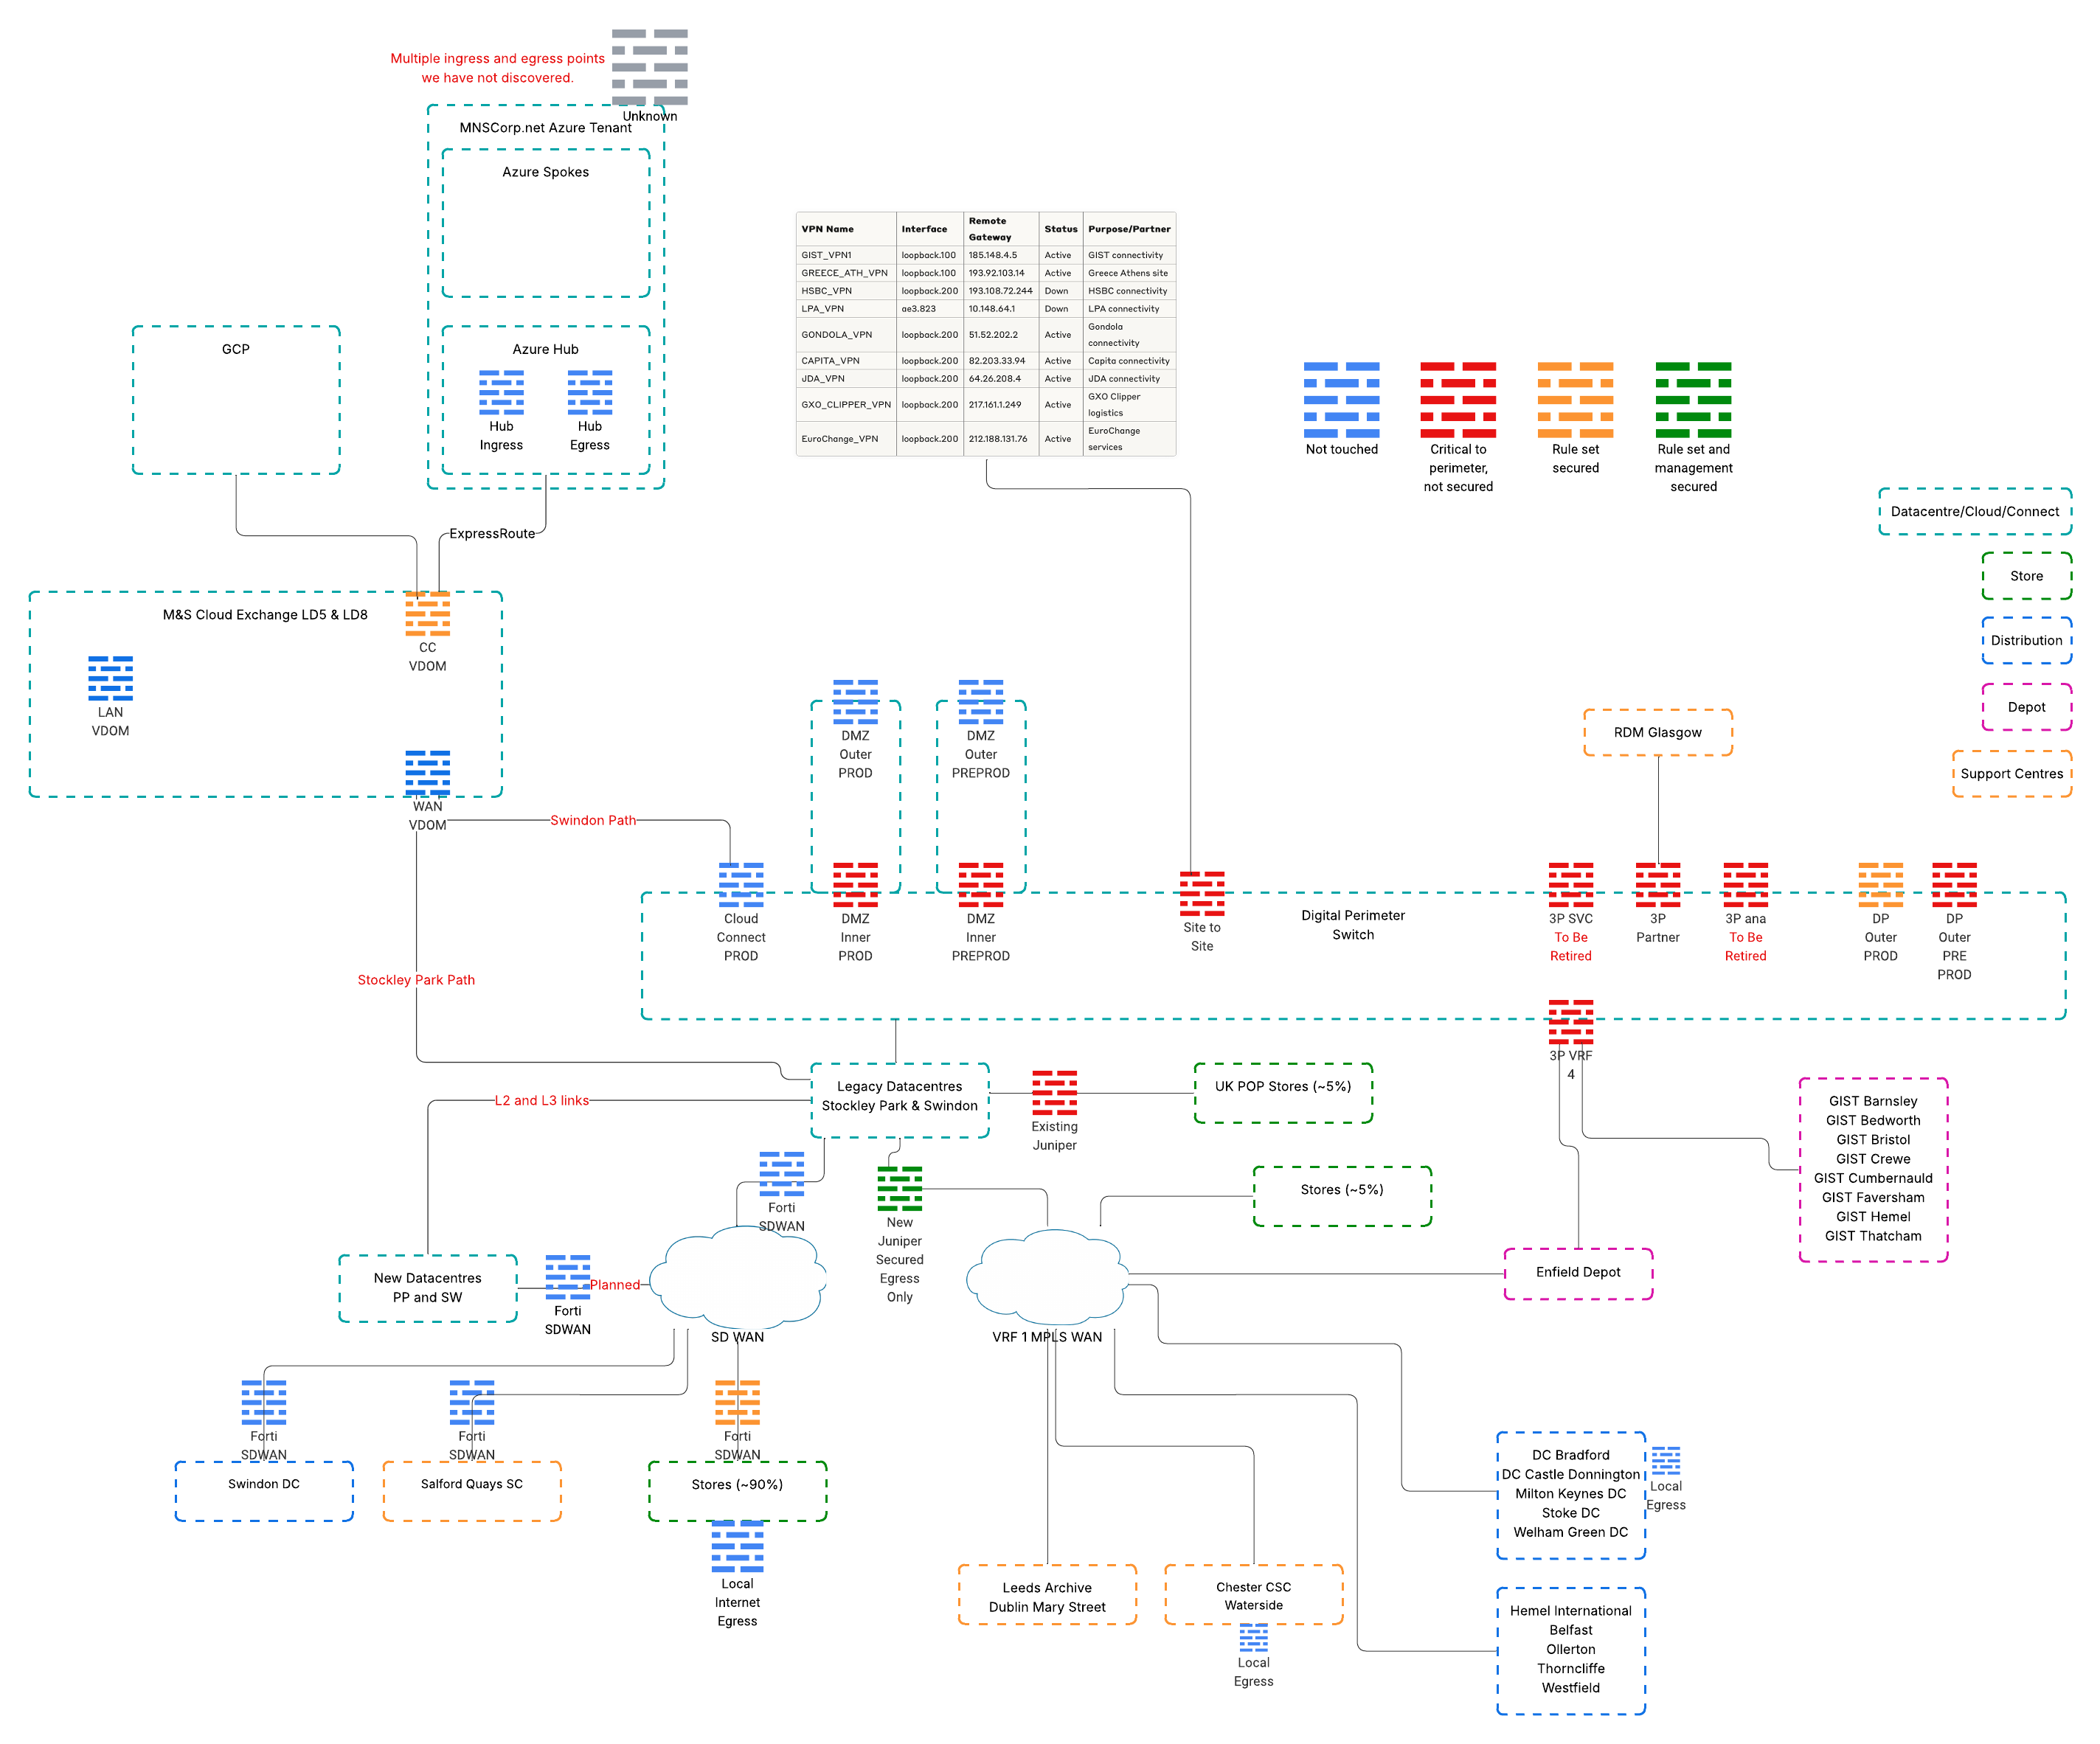 Multiple ingress and egress points
we have not discovered.
Unknown
MNSCorp.net Azure Tenant
Azure Spokes
VPN Name Interface Remote Gateway Status Purpose/Partner
GIST_VPN1 loopback.100 185.148.4.5 Active GIST connectivity
GREECE_ATH_VPN loopback.100 193.92.103.14 Active Greece Athens site
HSBC_VPN loopback.200 193.108.72.244 Down HSBC connectivity
LPA_VPN ae3.823 10.148.64.1 Down LPA connectivity
GONDOLA_VPN loopback.200 51.52.202.2 Active Gondola connectivity
CAPITA_VPN loopback.200 82.203.33.94 Active Capita connectivity
JDA_VPN loopback.200 64.26.208.4 Active JDA connectivity
GXO_CLIPPER_VPN loopback.200 217.161.1.249 Active GXO Clipper logistics
EuroChange_VPN loopback.200 212.188.131.76 Active EuroChange services
GCP
Azure Hub
Hub
Ingress
Hub
Egress
Not touched
Critical to
perimeter,
not secured
Rule set
secured
Rule set and
management
secured
Datacentre/Cloud/Connect
Store
Distribution
Depot
Support Centres
ExpressRoute
M&S Cloud Exchange LD5 & LD8
CC
VDOM
LAN
VDOM
WAN
VDOM
Swindon Path
Stockley Park Path
DMZ
Outer
PROD
DMZ
Outer
PREPROD
RDM Glasgow
Cloud
Connect
PROD
DMZ
Inner
PROD
DMZ
Inner
PREPROD
Site to
Site
Digital Perimeter
Switch
3P SVC
To Be
Retired
3P
Partner
3P ana
To Be
Retired
DP
Outer
PROD
DP
Outer
PRE
PROD
3P VRF
4
Legacy Datacentres
Stockley Park & Swindon
L2 and L3 links
Existing
Juniper
UK POP Stores (~5%)
Stores (~5%)
GIST Barnsley
GIST Bedworth
GIST Bristol
GIST Crewe
GIST Cumbernauld
GIST Faversham
GIST Hemel
GIST Thatcham
Forti
SDWAN
New
Juniper
Secured
Egress
Only
New Datacentres
PP and SW
Forti
SDWAN
Planned
SD WAN
VRF 1 MPLS WAN
Enfield Depot
Forti
SDWAN
Swindon DC
Forti
SDWAN
Salford Quays SC
Forti
SDWAN
Stores (~90%)
Local
Internet
Egress
Leeds Archive
Dublin Mary Street
Chester CSC
Waterside
Local
Egress
DC Bradford
DC Castle Donnington
Milton Keynes DC
Stoke DC
Welham Green DC
Local
Egress
Hemel International
Belfast
Ollerton
Thorncliffe
Westfield